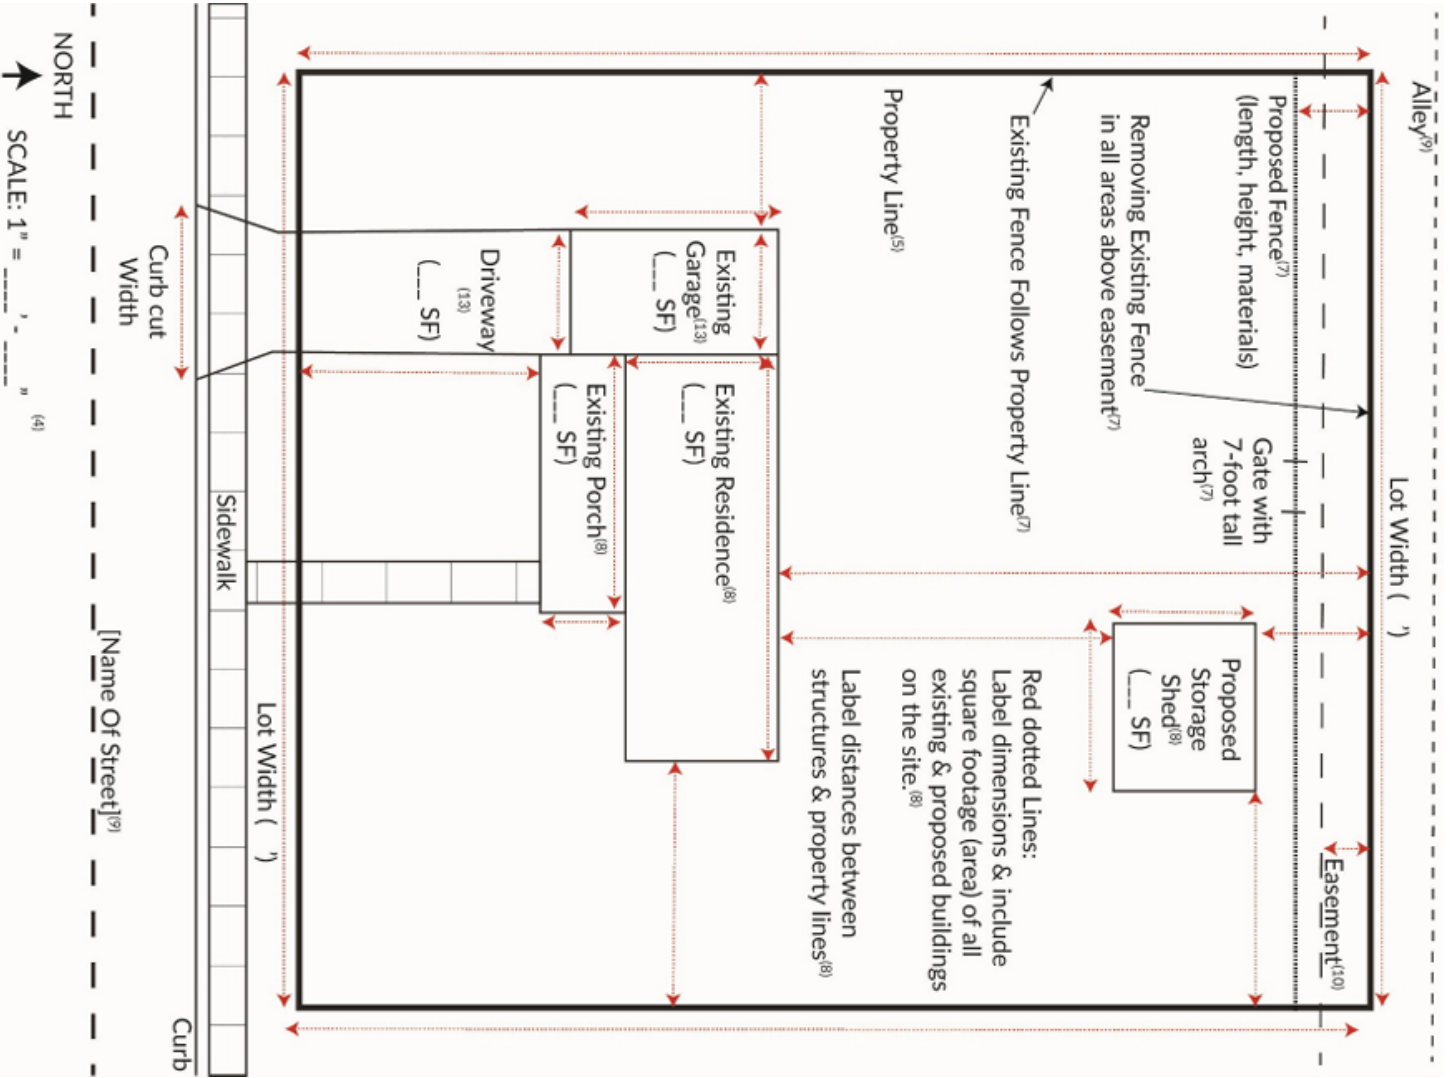 Alley(9)
Lot Width (      ')
Proposed Fence(7)
(length, height, materials)
Removing Existing Fence
in all areas above easement(7)
Gate with
7-foot tall
arch(7)
Easement(10)
Existing Fence Follows Property Line(7)
Proposed
Storage
Shed(8)
(___ SF)
Property Line(5)
Red dotted Lines:
Label dimensions & include
square footage (area) of all
existing & proposed buildings
on the site.(8)
Label distances between
structures & property lines(8)
Existing
Garage(13)
(___ SF)
Existing Residence(8)
(___ SF)
Existing Porch(8)
(___ SF)
Driveway
(13)
(___ SF)
Lot Width (      ')
Sidewalk
Curb
Curb cut
Width
[Name Of Street](9)
NORTH
SCALE: 1" = ____ ' - ____ " (4)